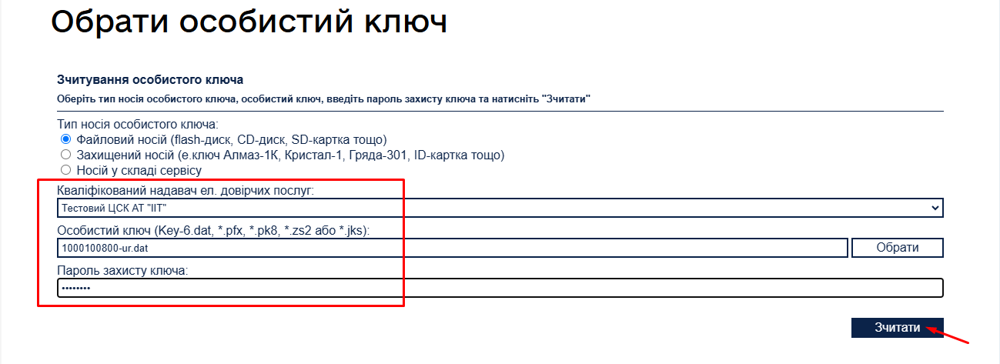 Обрати особистий ключ
Зчитування особистого ключа
Оберіть тип носія особистого ключа, особистий ключ, введіть пароль захисту ключа та натисніть "Зчитати"
Тип носія особистого ключа:
Файловий носій (flash-диск, CD-диск, SD-картка тощо)
Захищений носій (е.ключ Алмаз-1К, Кристал-1, Гряда-301, ID-картка тощо)
Носій у складі сервісу
Кваліфікований надавач ел. довірчих послуг:
Тестовий ЦСК АТ "ІІТ"
Особистий ключ (Key-6.dat, *.pfx, *.pk8, *.zs2 або *.jks):
1000100800-ur.dat Обрати
Пароль захисту ключа:
••••••••
Зчитати